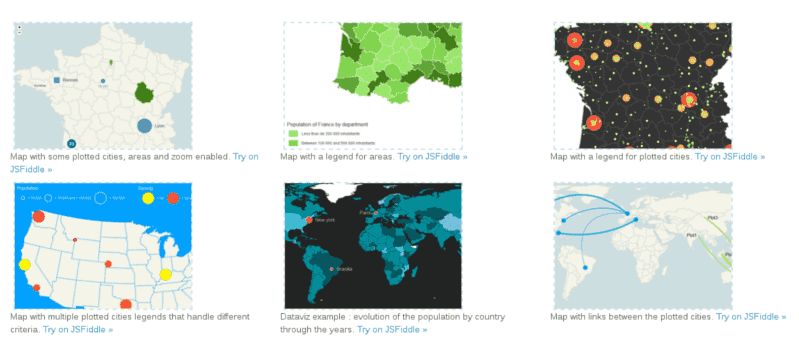 Rennes
Lyon
Map with some plotted cities, areas and zoom enabled. Try on
JSFiddle »
Population of France by department
Less than de 300 000 inhabitants
Between 100 000 and 500 000 inhabitants
Map with a legend for areas. Try on JSFiddle »
Map with a legend for plotted cities. Try on JSFiddle »
Population
Map with multiple plotted cities legends that handle different
criteria. Try on JSFiddle »
New york
Paris
Brasilia
Dataviz example : evolution of the population by country
through the years. Try on JSFiddle »
Plot1
Map with links between the plotted cities. Try on JSFiddle »